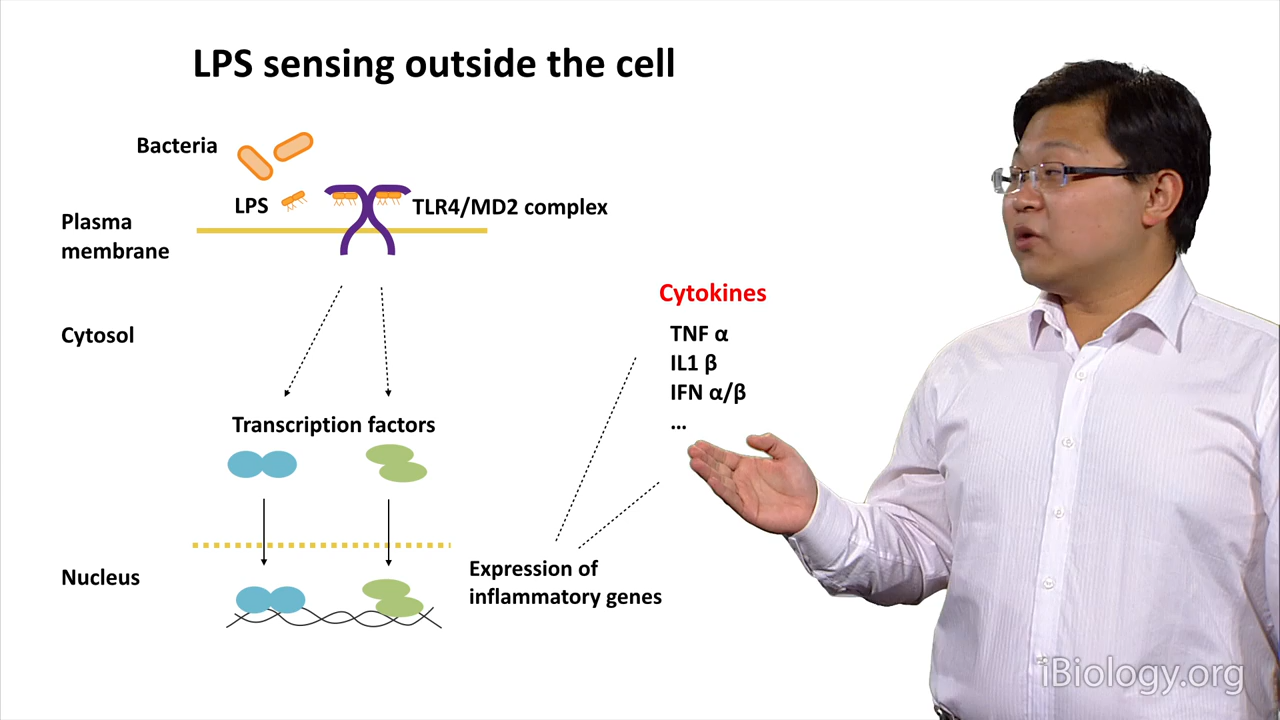 LPS sensing outside the cell
Bacteria
LPS
TLR4/MD2 complex
Plasma
membrane
Cytokines
TNF α
IL1 β
IFN α/β
...
Cytosol
Transcription factors
Nucleus
Expression of
inflammatory genes
iBiology.org